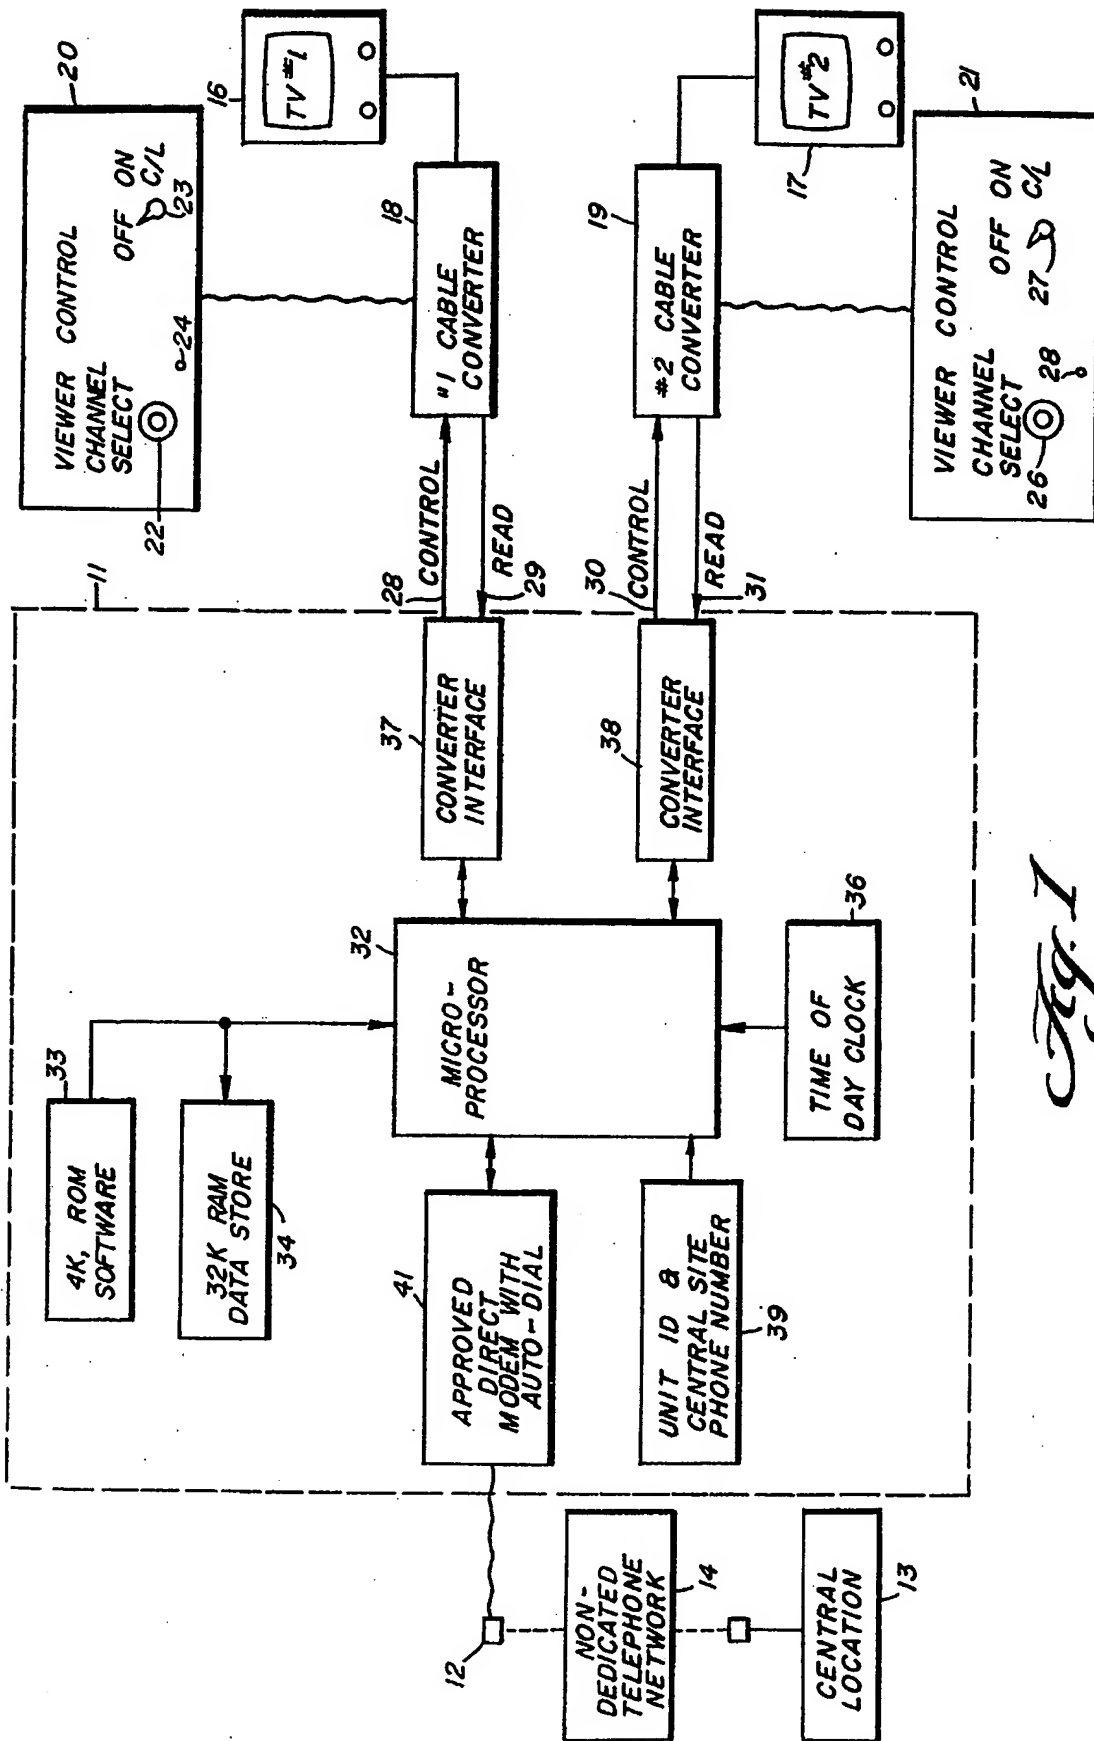 11
20
VIEWER CONTROL
CHANNEL
SELECT
22
24
OFF ON
C/L
23
16
TV #1
18
#1 CABLE
CONVERTER
28
CONTROL
READ
29
37
CONVERTER
INTERFACE
33
4K, ROM
SOFTWARE
32K RAM
DATA STORE
34
32
MICRO-
PROCESSOR
41
APPROVED
DIRECT
MODEM WITH
AUTO-DIAL
12
NON-
DEDICATED
TELEPHONE
NETWORK
14
CENTRAL
LOCATION
13
UNIT ID &
CENTRAL SITE
PHONE NUMBER
39
TIME OF
DAY CLOCK
36
38
CONVERTER
INTERFACE
30
CONTROL
READ
31
19
#2 CABLE
CONVERTER
17
TV #2
21
VIEWER CONTROL
CHANNEL
SELECT
26
28
OFF ON
27
C/L
Fig. 1